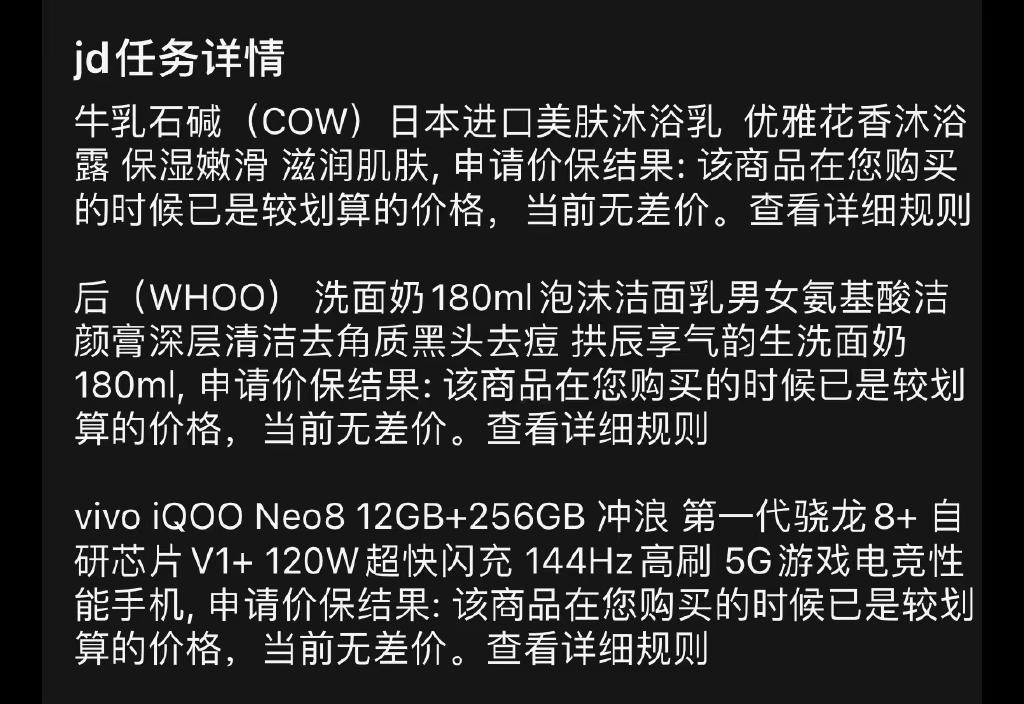 jd任务详情
牛乳石碱（COW）日本进口美肤沐浴乳 优雅花香沐浴
露 保湿嫩滑 滋润肌肤, 申请价保结果: 该商品在您购买
的时候已是较划算的价格，当前无差价。查看详细规则
后（WHOO） 洗面奶180ml泡沫洁面乳男女氨基酸洁
颜膏深层清洁去角质黑头去痘 拱辰享气韵生洗面奶
180ml, 申请价保结果: 该商品在您购买的时候已是较划
算的价格，当前无差价。查看详细规则
vivo iQOO Neo8 12GB+256GB 冲浪 第一代骁龙8+ 自
研芯片V1+ 120W超快闪充 144Hz高刷 5G游戏电竞性
能手机, 申请价保结果: 该商品在您购买的时候已是较划
算的价格，当前无差价。查看详细规则